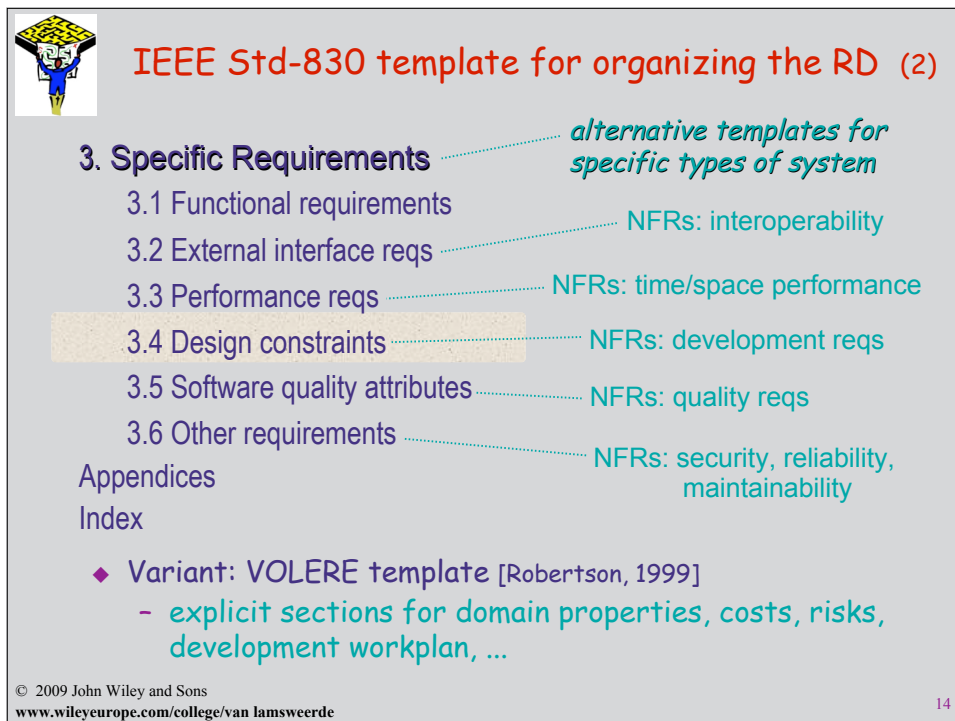 IEEE Std-830 template for organizing the RD (2)
alternative templates for
specific types of system
3. Specific Requirements
3.1 Functional requirements
NFRs: interoperability
3.2 External interface reqs
NFRs: time/space performance
3.3 Performance reqs
3.4 Design constraints
NFRs: development reqs
3.5 Software quality attributes
NFRs: quality reqs
3.6 Other requirements
NFRs: security, reliability,
maintainability
Appendices
Index
◆ Variant: VOLERE template [Robertson, 1999]
– explicit sections for domain properties, costs, risks,
development workplan, ...
© 2009 John Wiley and Sons
www.wileyeurope.com/college/van lamsweerde
14